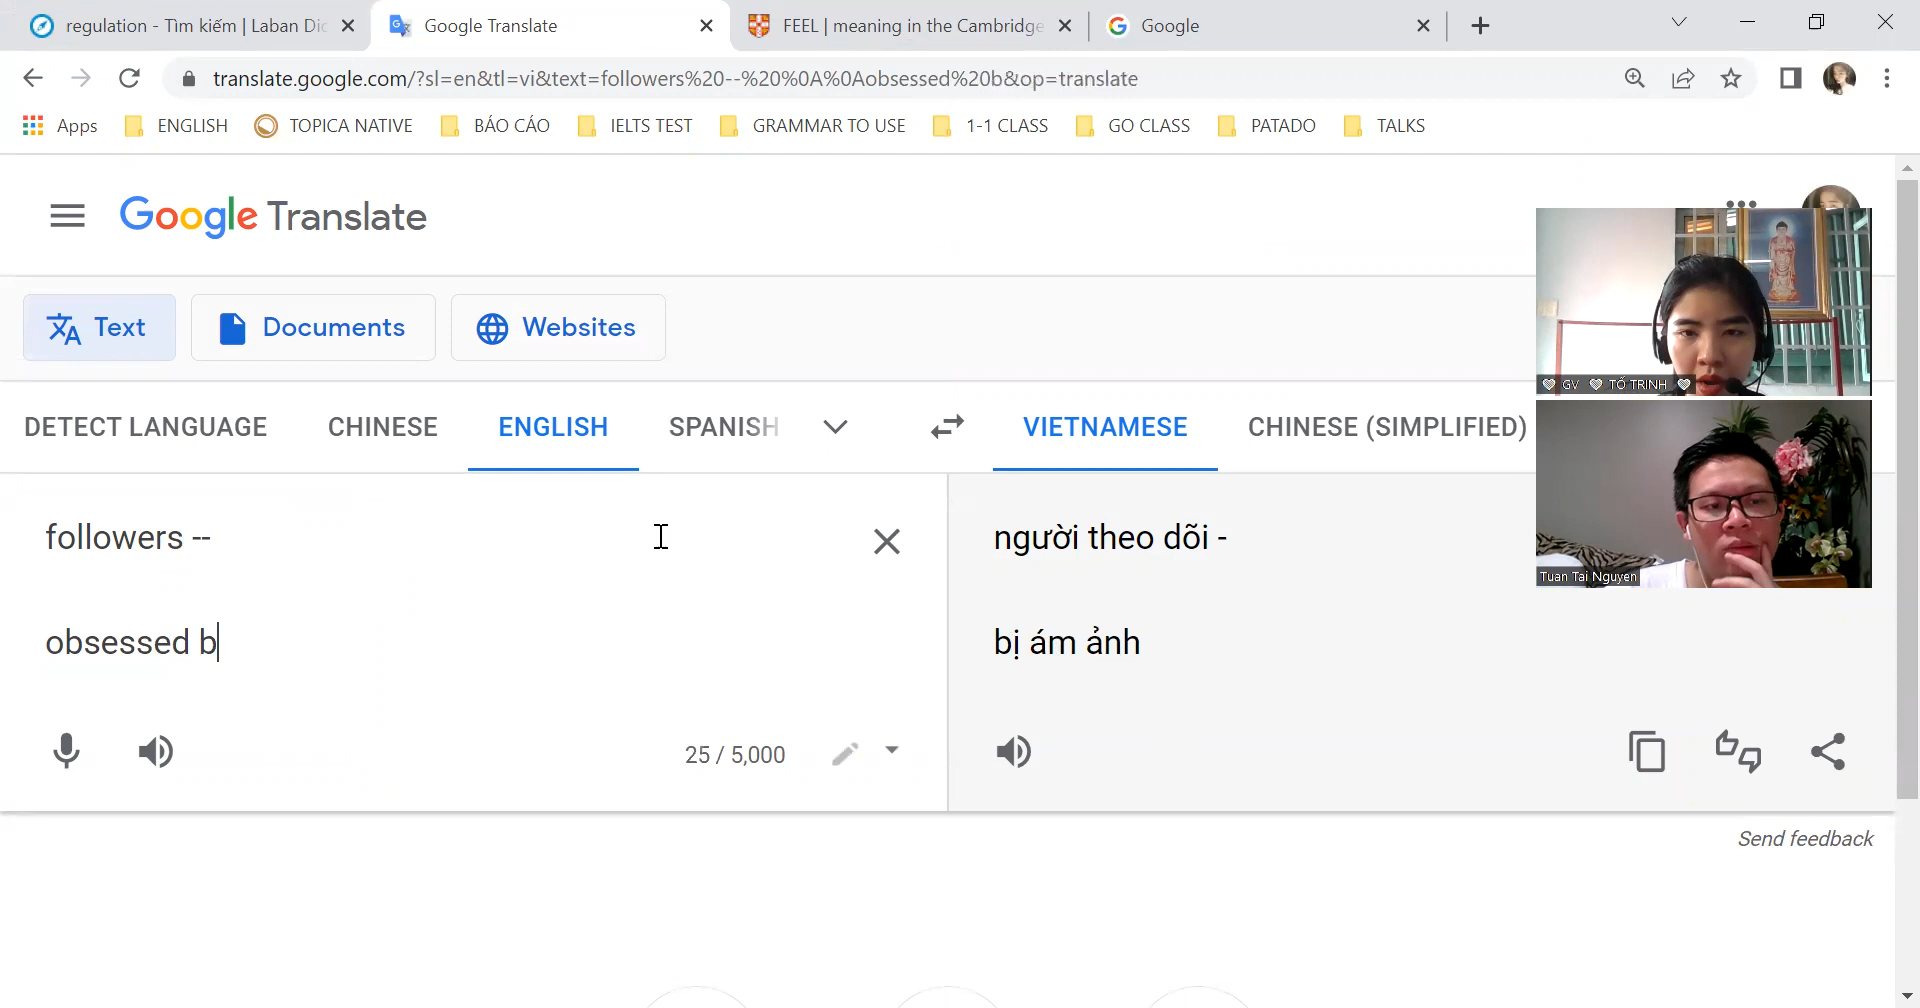 regulation - Tìm kiếm | Laban Dic
Google Translate
FEEL | meaning in the Cambridge
Google
translate.google.com/?sl=en&tl=vi&text=followers%20--%20%0A%0Aobsessed%20b&op=translate
Apps
ENGLISH
TOPICA NATIVE
BÁO CÁO
IELTS TEST
GRAMMAR TO USE
1-1 CLASS
GO CLASS
PATADO
TALKS
Google Translate
Text
Documents
Websites
GV TỐ TRINH
DETECT LANGUAGE
CHINESE
ENGLISH
SPANISH
VIETNAMESE
CHINESE (SIMPLIFIED)
followers --
người theo dõi -
Tuan Tai Nguyen
obsessed b
bị ám ảnh
25 / 5,000
Send feedback